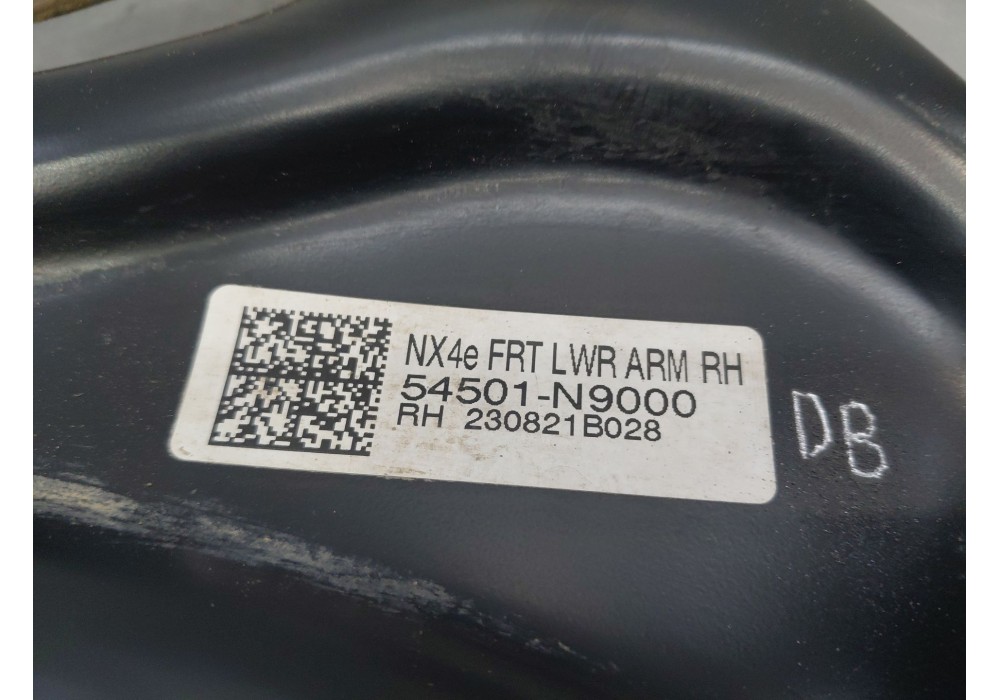 NX4e FRT LWR ARM RH
54501-N9000
RH 230821B028
DB